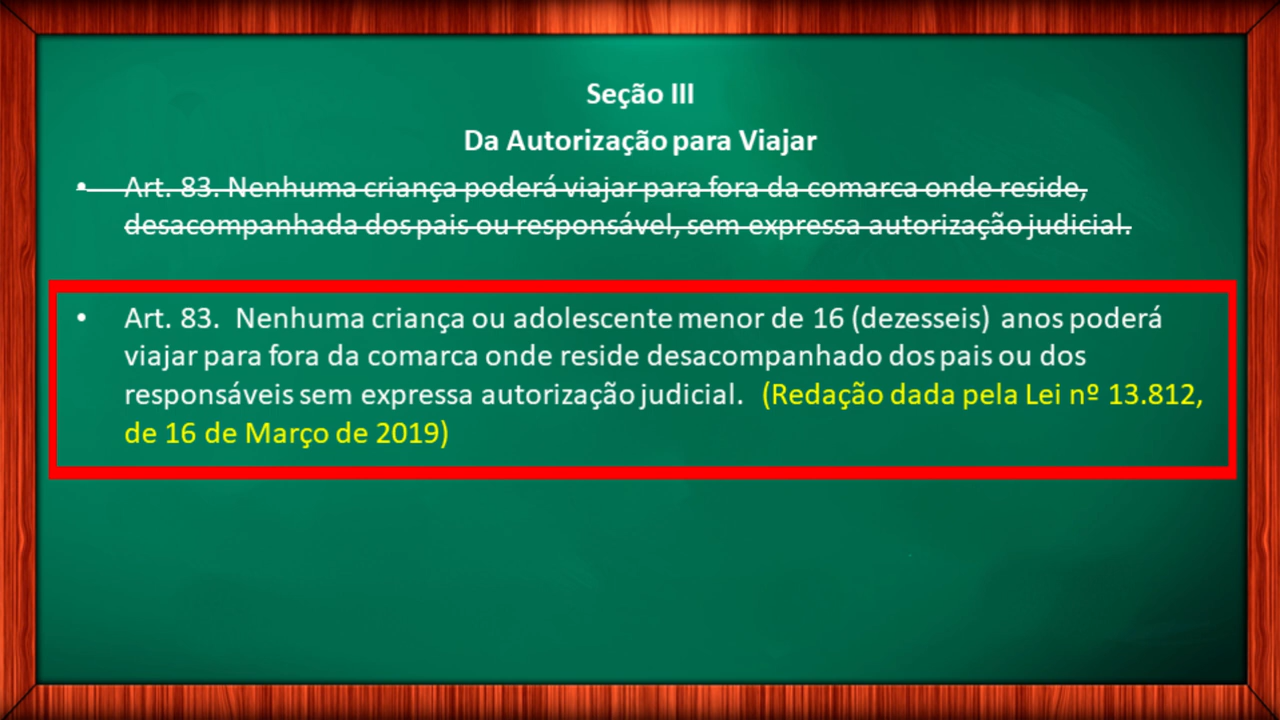 Seção III
Da Autorização para Viajar
• Art. 83. Nenhuma criança poderá viajar para fora da comarca onde reside,
desacompanhada dos pais ou responsável, sem expressa autorização judicial.
• Art. 83. Nenhuma criança ou adolescente menor de 16 (dezesseis) anos poderá
viajar para fora da comarca onde reside desacompanhado dos pais ou dos
responsáveis sem expressa autorização judicial. (Redação dada pela Lei nº 13.812,
de 16 de Março de 2019)